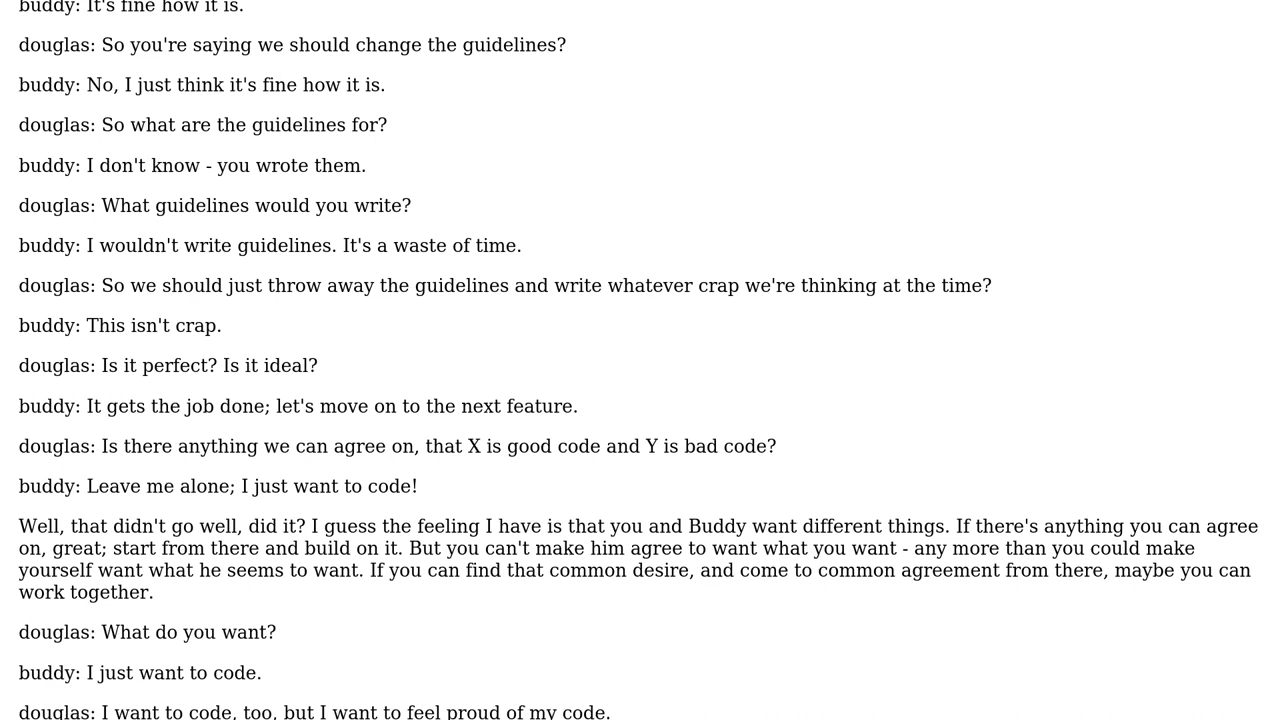 buddy: It's fine how it is.
douglas: So you're saying we should change the guidelines?
buddy: No, I just think it's fine how it is.
douglas: So what are the guidelines for?
buddy: I don't know - you wrote them.
douglas: What guidelines would you write?
buddy: I wouldn't write guidelines. It's a waste of time.
douglas: So we should just throw away the guidelines and write whatever crap we're thinking at the time?
buddy: This isn't crap.
douglas: Is it perfect? Is it ideal?
buddy: It gets the job done; let's move on to the next feature.
douglas: Is there anything we can agree on, that X is good code and Y is bad code?
buddy: Leave me alone; I just want to code!
Well, that didn't go well, did it? I guess the feeling I have is that you and Buddy want different things. If there's anything you can agree
on, great; start from there and build on it. But you can't make him agree to want what you want - any more than you could make
yourself want what he seems to want. If you can find that common desire, and come to common agreement from there, maybe you can
work together.
douglas: What do you want?
buddy: I just want to code.
douglas: I want to code, too, but I want to feel proud of my code.